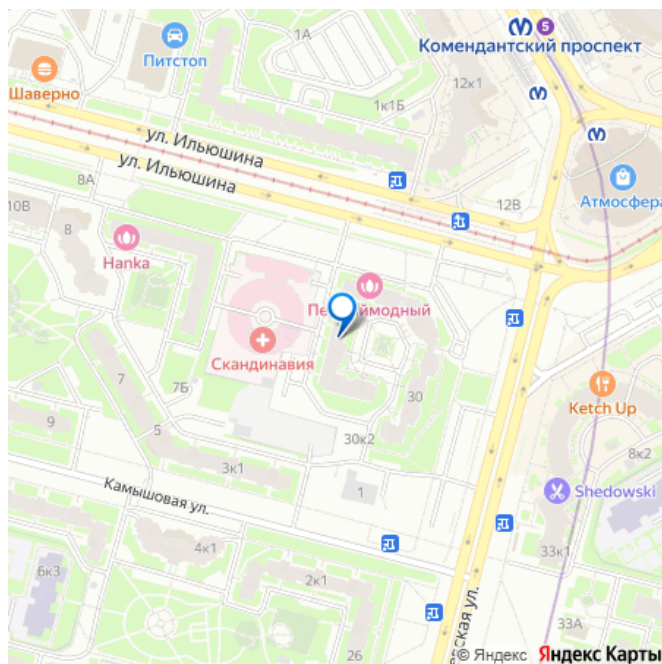 1А
5
Комендантский проспект
Питстоп
Шаверно
1к1Б
12к1
ул. Ильюшина
ул. Ильюшина
8А
12В
Атмосфера
10В
8
Hanka
Скандинавия
7
7Б
30
Ketch Up
9
5
30к2
3к1
8к2
1
Shedowski
Камышовая ул.
4к1
33к1
6к3
2к1
33А
26
© Яндекс Яндекс Карты